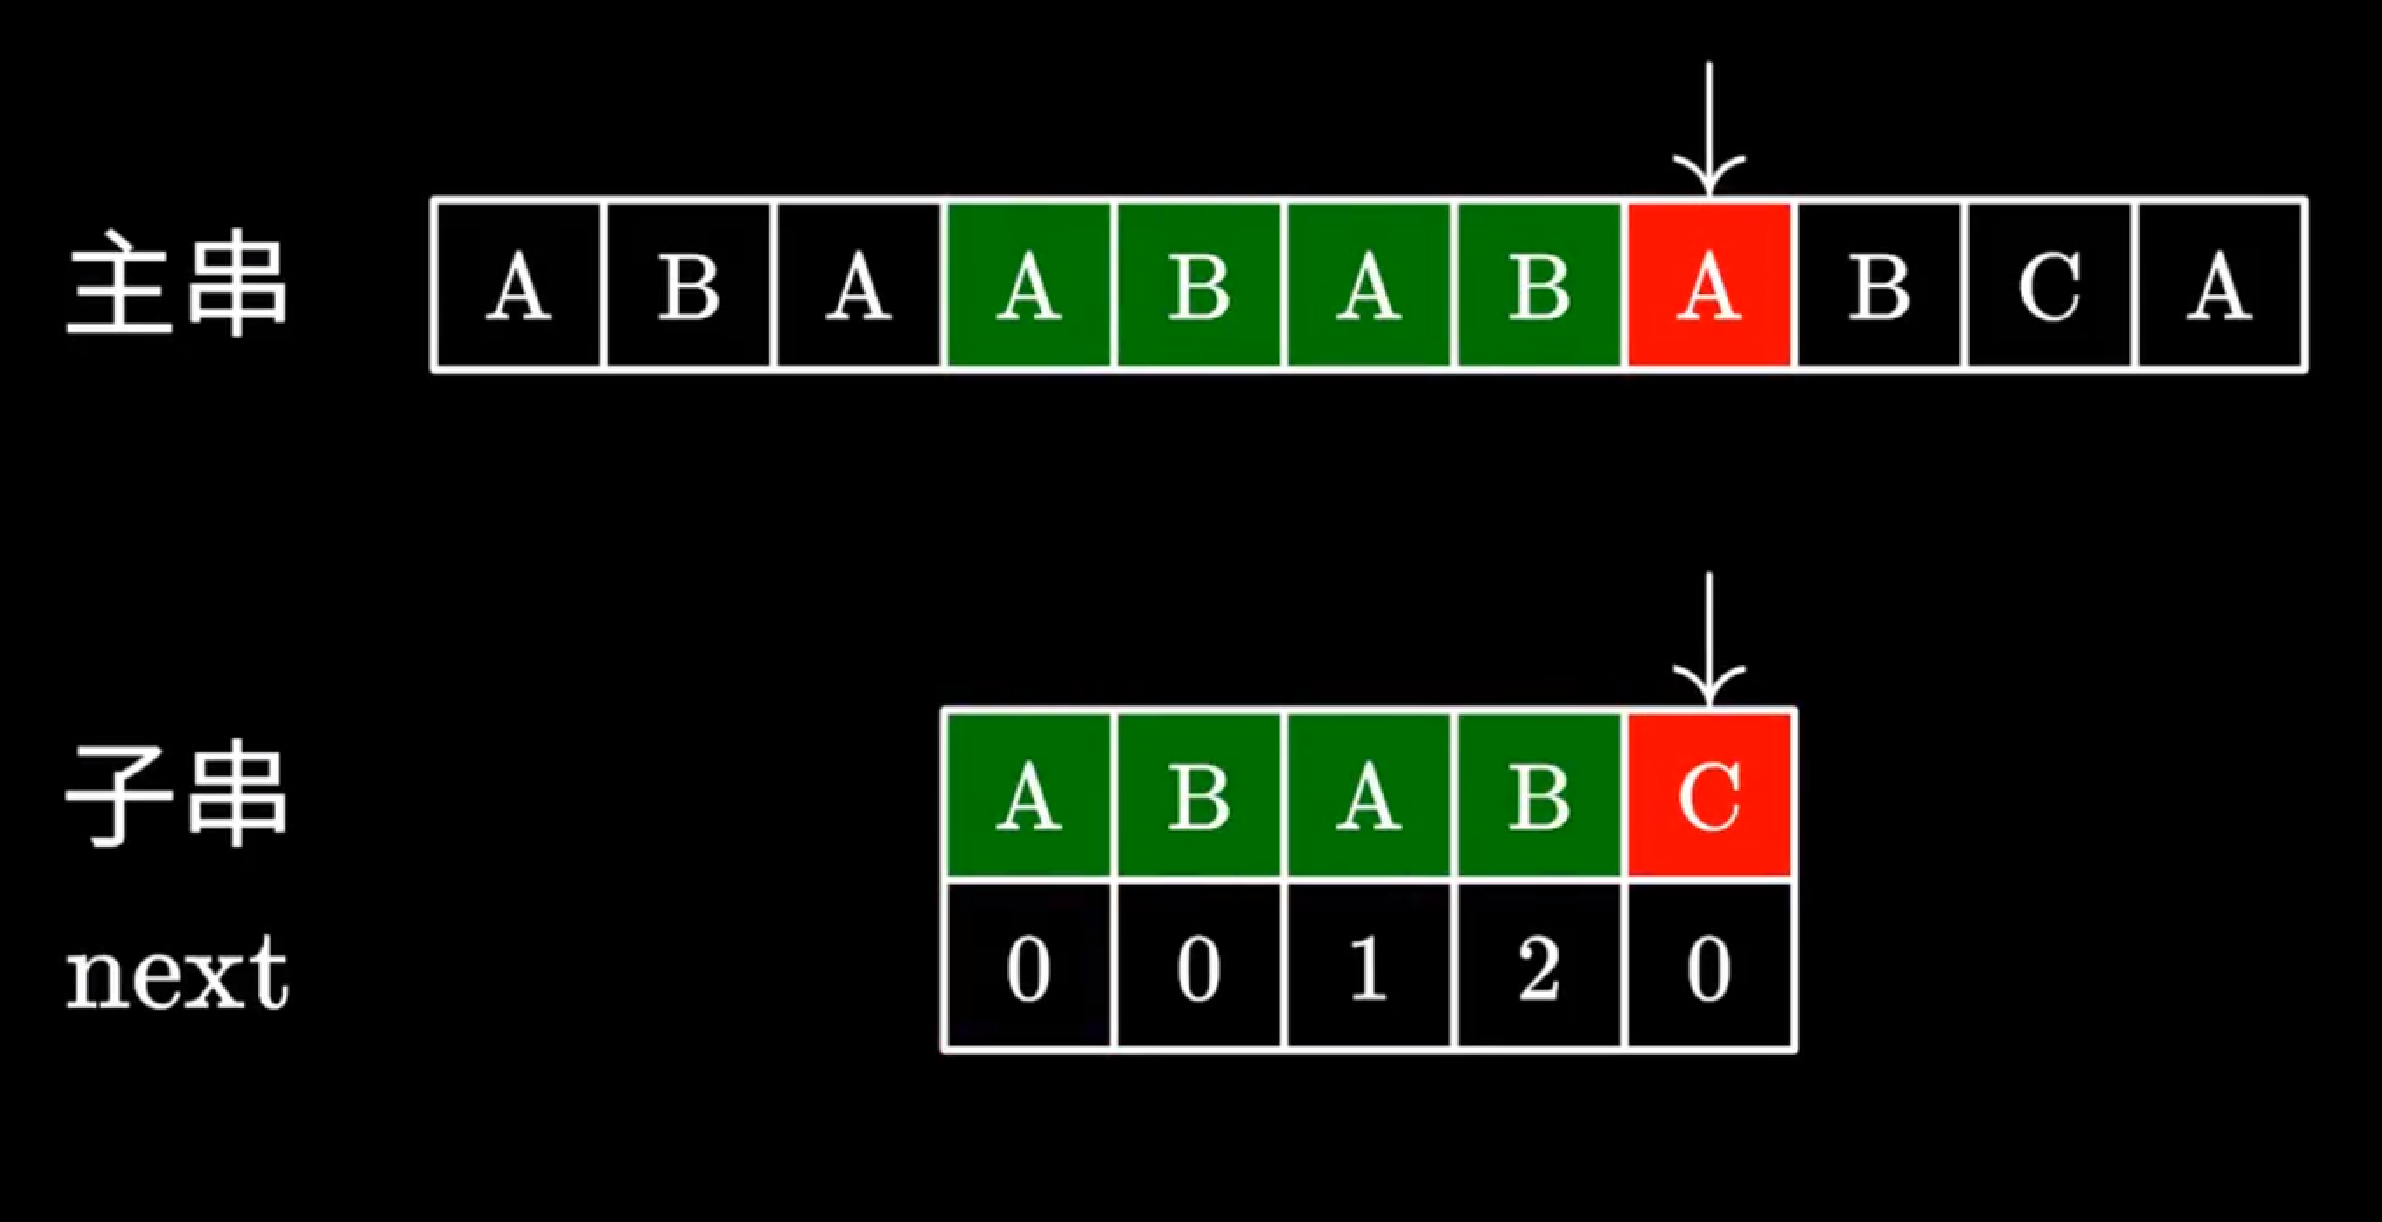 主串 A B A A B A B A B C A
子串 A B A B C
next 0 0 1 2 0